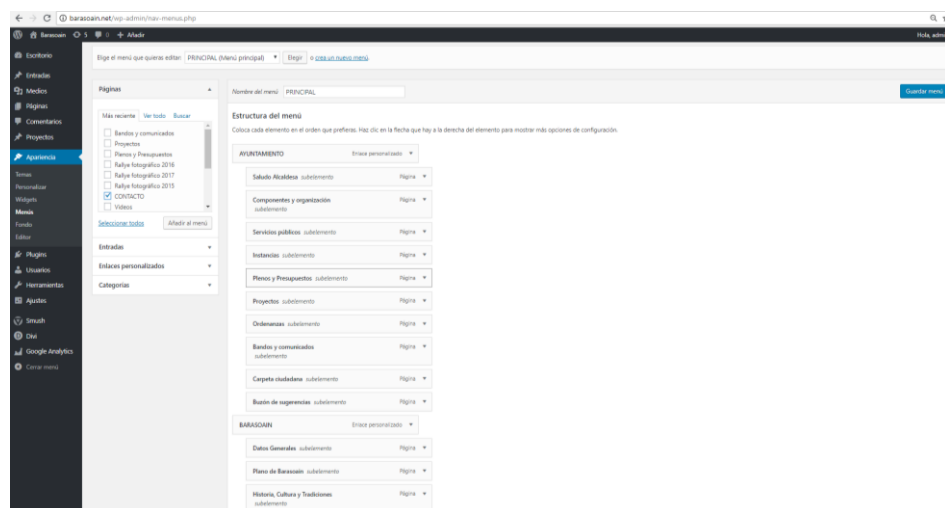 barasoain.net/wp-admin/nav-menus.php
Barasoain 5 0 + Añadir
Hola, admi
Escritorio
Entradas
Medios
Páginas
Comentarios
Proyectos
Apariencia
Temas
Personalizar
Widgets
Menús
Fondo
Editor
Plugins
Usuarios
Herramientas
Ajustes
Smush
Divi
Google Analytics
Cerrar menú
Elige el menú que quieras editar: PRINCIPAL (Menú principal) Elegir o crea un nuevo menú.
Páginas
Más reciente Ver todo Buscar
Bandos y comunicados
Proyectos
Plenos y Presupuestos
Rallye fotográfico 2016
Rallye fotográfico 2017
Rallye fotográfico 2015
CONTACTO
Videos
Seleccionar todos Añadir al menú
Entradas
Enlaces personalizados
Categorías
Nombre del menú PRINCIPAL
Guardar menú
Estructura del menú
Coloca cada elemento en el orden que prefieras. Haz clic en la flecha que hay a la derecha del elemento para mostrar más opciones de configuración.
AYUNTAMIENTO Enlace personalizado
Saludo Alcaldesa subelemento Página
Componentes y organización Página
subelemento
Servicios públicos subelemento Página
Instancias subelemento Página
Plenos y Presupuestos subelemento Página
Proyectos subelemento Página
Ordenanzas subelemento Página
Bandos y comunicados Página
subelemento
Carpeta ciudadana subelemento Página
Buzón de sugerencias subelemento Página
BARASOAIN Enlace personalizado
Datos Generales subelemento Página
Plano de Barasoain subelemento Página
Historia, Cultura y Tradiciones Página
subelemento